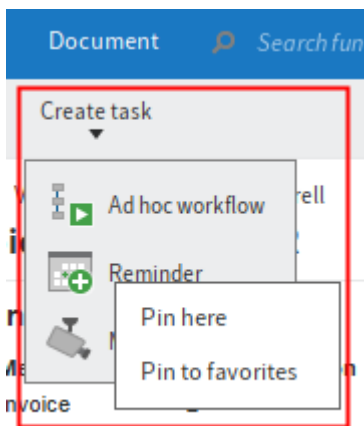 Document
Search fun
Create task
Ad hoc workflow
rell
Reminder
Pin here
Pin to favorites
nvoice